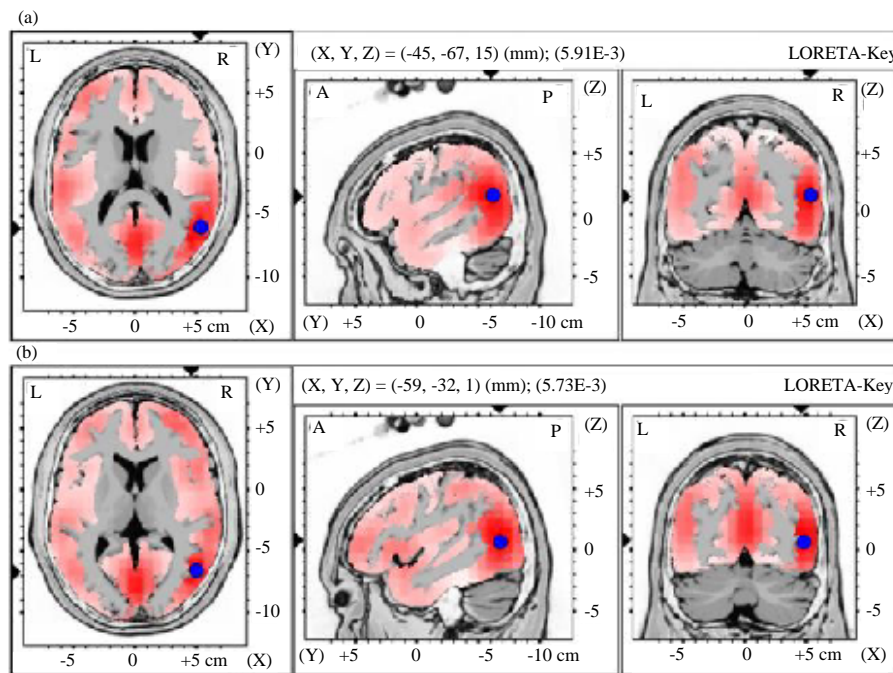 (a)
L R (Y)
+5
0
-5
-10
-5 0 +5 cm (X)
(X, Y, Z) = (-45, -67, 15) (mm); (5.91E-3) LORETA-Key
A P (Z)
+5
0
-5
(Y) +5 0 -5 -10 cm
L R (Z)
+5
0
-5
-5 0 +5 cm (X)
(b)
L R (Y)
+5
0
-5
-10
-5 0 +5 cm (X)
(X, Y, Z) = (-59, -32, 1) (mm); (5.73E-3) LORETA-Key
A P (Z)
+5
0
-5
(Y) +5 0 -5 -10 cm
L R (Z)
+5
0
-5
-5 0 +5 cm (X)